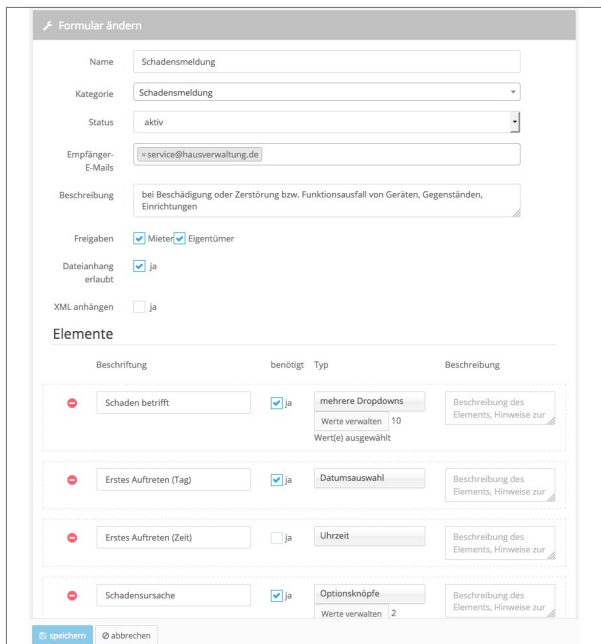 Formular ändern
Name Schadensmeldung
Kategorie Schadensmeldung
Status aktiv
Empfänger-
E-Mails ×service@hausverwaltung.de
Beschreibung bei Beschädigung oder Zerstörung bzw. Funktionsausfall von Geräten, Gegenständen,
Einrichtungen
Freigaben Mieter Eigentümer
Dateianhang
erlaubt ja
XML anhängen ja
Elemente
Beschriftung benötigt Typ Beschreibung
Schaden betrifft ja mehrere Dropdowns Beschreibung des
Werte verwalten 10 Elements, Hinweise zur
Wert(e) ausgewählt
Erstes Auftreten (Tag) ja Datumsauswahl Beschreibung des
Elements, Hinweise zur
Erstes Auftreten (Zeit) ja Uhrzeit Beschreibung des
Elements, Hinweise zur
Schadensursache ja Optionsknöpfe Beschreibung des
Werte verwalten 2 Elements, Hinweise zur
speichern abbrechen